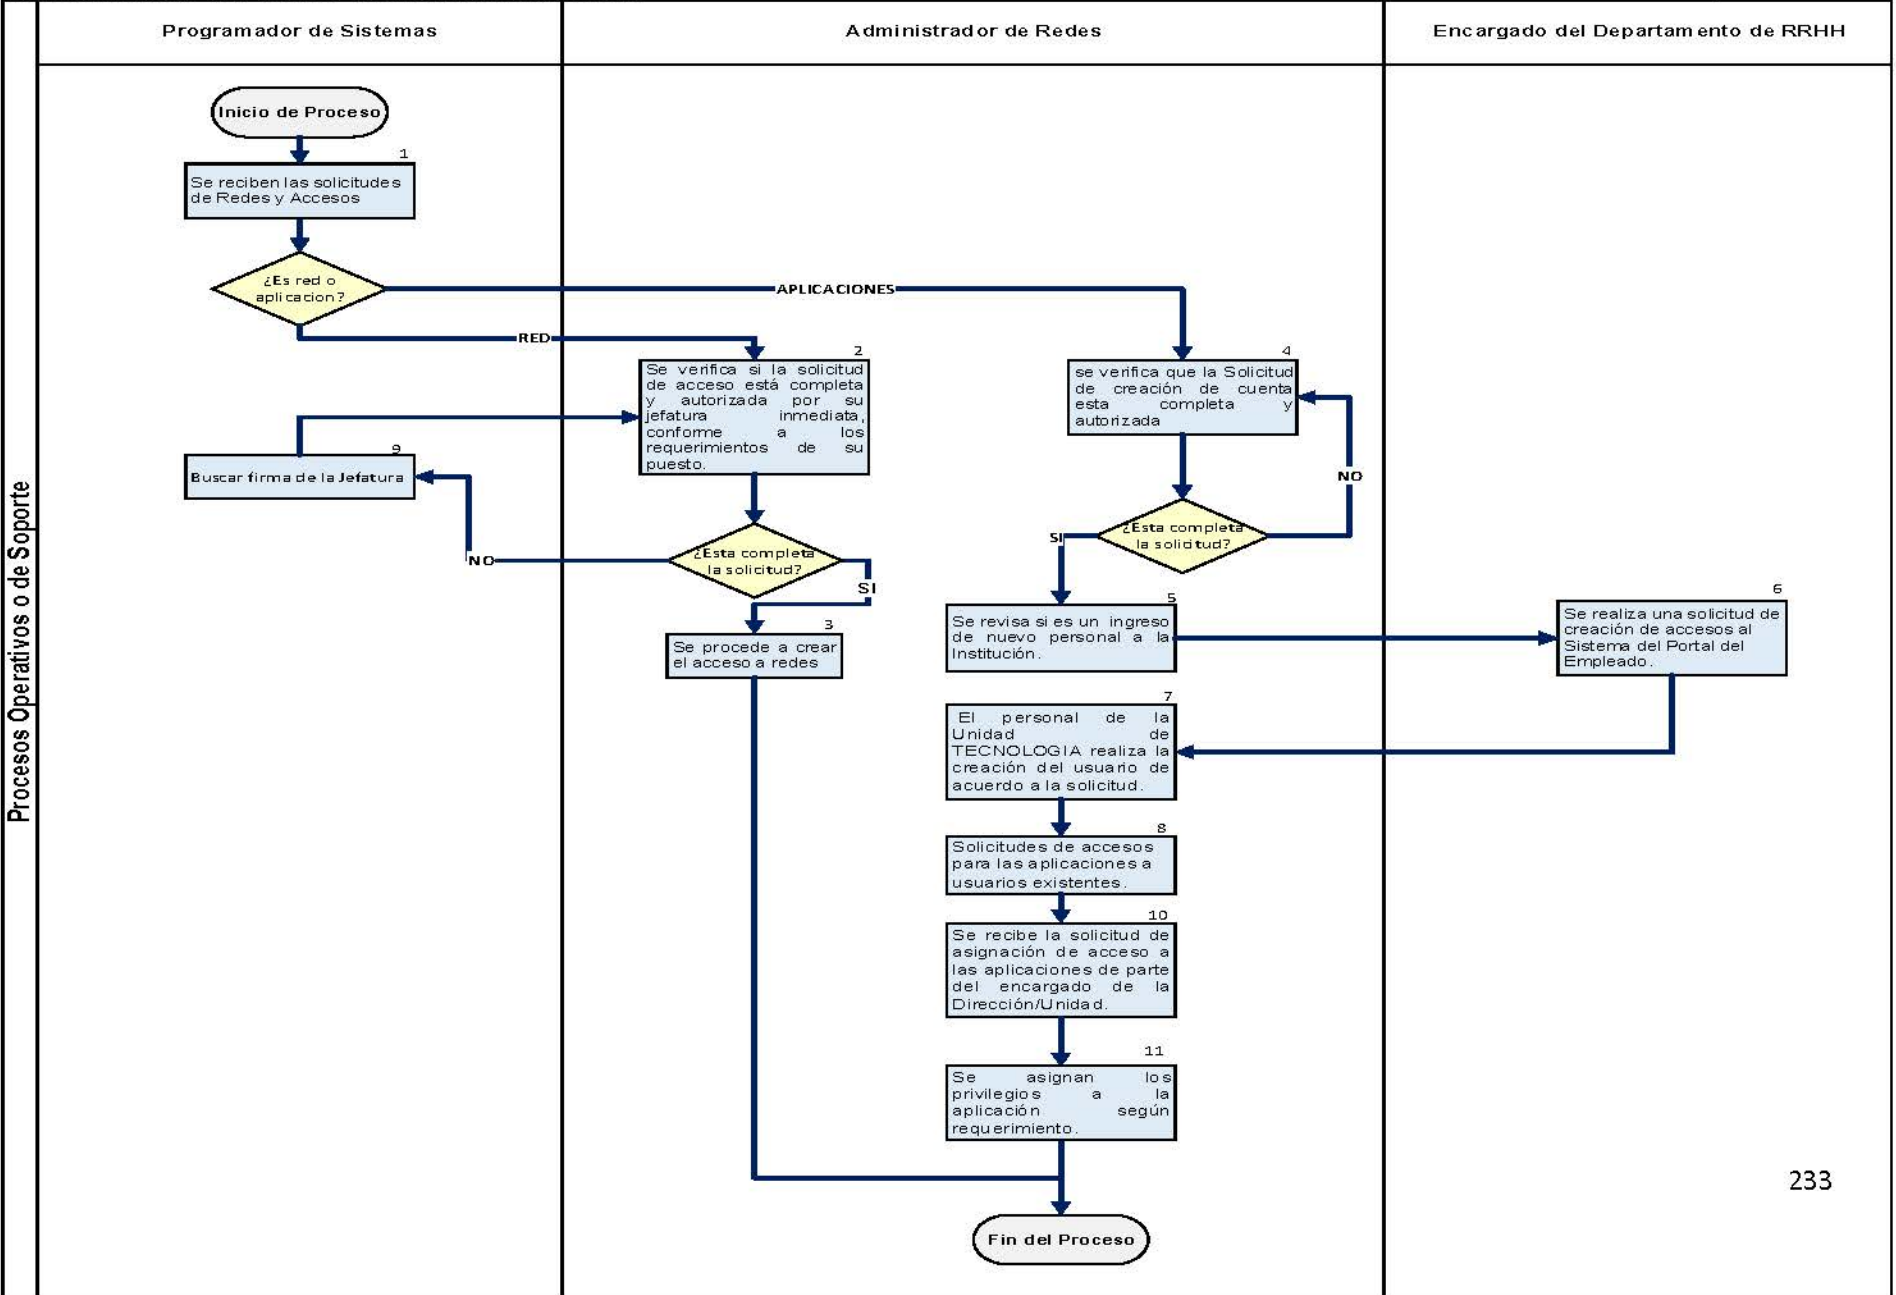 Programador de Sistemas
Administrador de Redes
Encargado del Departamento de RRHH
Procesos Operativos o de Soporte
Inicio de Proceso
1
Se reciben las solicitudes
de Redes y Accesos
¿Es red o
aplicacion?
APLICACIONES
RED
2
Se verifica si la solicitud
de acceso está completa
y autorizada por su
jefatura inmediata,
conforme a los
requerimientos de su
puesto.
4
se verifica que la Solicitud
de creación de cuenta
esta completa y
autorizada
9
Buscar firma de la Jefatura
NO
¿Esta completa
la solicitud?
SI
NO
¿Esta completa
la solicitud?
SI
3
Se procede a crear
el acceso a redes
5
Se revisa si es un ingreso
de nuevo personal a la
Institución.
6
Se realiza una solicitud de
creación de accesos al
Sistema del Portal del
Empleado.
7
El personal de la
Unidad de
TECNOLOGIA realiza la
creación del usuario de
acuerdo a la solicitud.
8
Solicitudes de accesos
para las aplicaciones a
usuarios existentes.
10
Se recibe la solicitud de
asignación de acceso a
las aplicaciones de parte
del encargado de la
Dirección/Unidad.
11
Se asignan los
privilegios a la
aplicación según
requerimiento.
233
Fin del Proceso